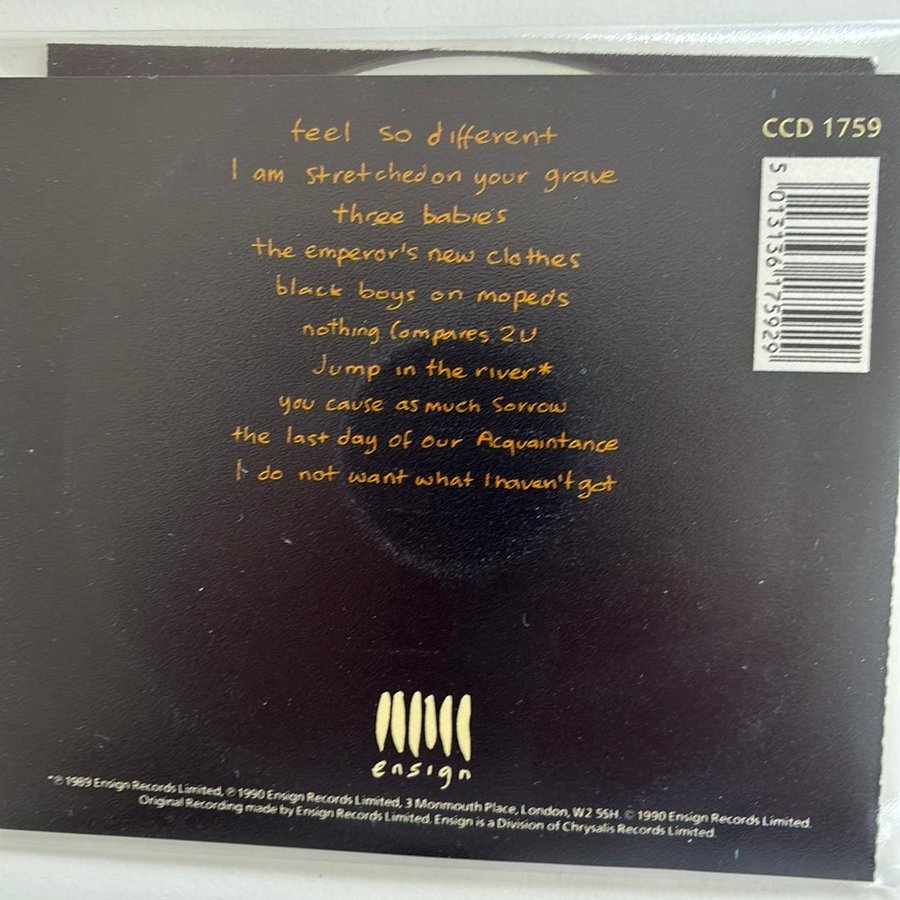 feel so different
I am stretched on your grave
three babies
the emperor's new clothes
black boys on mopeds
nothing Compares 2U
Jump in the river*
you cause as much Sorrow
the last day of our Acquaintance
I do not want what I haven't got
CCD 1759
5 013136 175929
ensign
*℗ 1989 Ensign Records Limited, ℗ 1990 Ensign Records Limited, 3 Monmouth Place, London, W2 5SH. © 1990 Ensign Records Limited.
Original Recording made by Ensign Records Limited. Ensign is a Division of Chrysalis Records Limited.